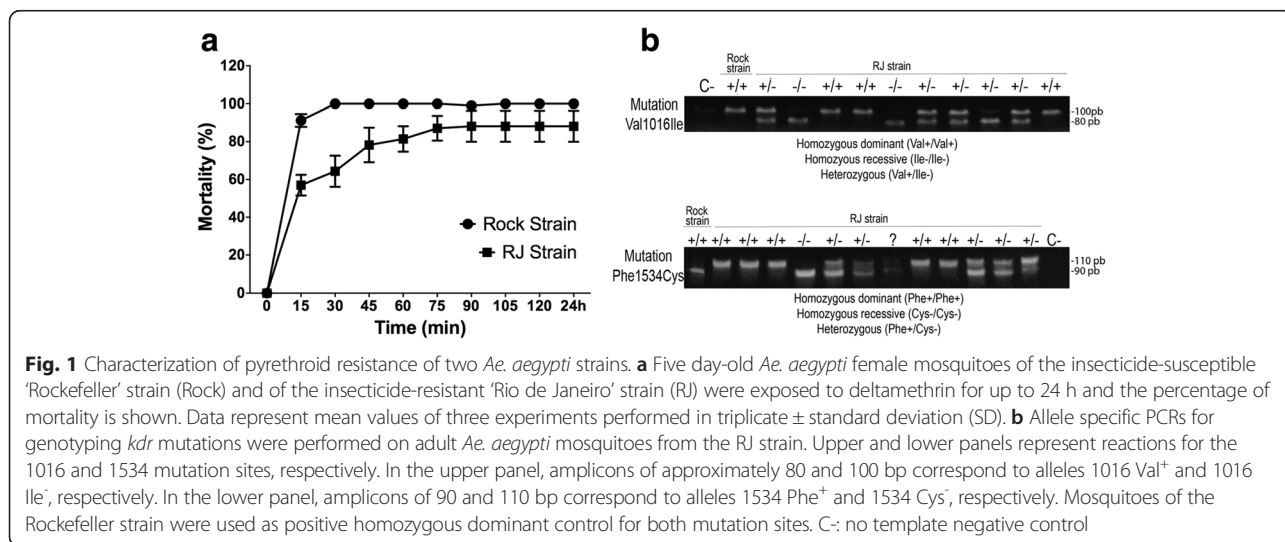 a
120
100
80
60
40
20
0
Mortality (%)
Rock Strain
RJ Strain
0 15 30 45 60 75 90 105 120 24h
Time (min)
b
Rock
strain
RJ strain
C- +/+ +/- -/- +/+ +/+ -/- +/- +/- -/- +/- +/+
Mutation
Val1016Ile
-100pb
-80 pb
Homozygous dominant (Val+/Val+)
Homozyous recessive (Ile-/Ile-)
Heterozygous (Val+/Ile-)
Rock
strain
RJ strain
+/+ +/+ +/+ +/+ -/- +/- +/- ? +/+ +/+ +/- +/- +/- C-
Mutation
Phe1534Cys
-110 pb
-90 pb
Homozygous dominant (Phe+/Phe+)
Homozygous recessive (Cys-/Cys-)
Heterozygous (Phe+/Cys-)
Fig. 1 Characterization of pyrethroid resistance of two Ae. aegypti strains. a Five day-old Ae. aegypti female mosquitoes of the insecticide-susceptible
'Rockefeller' strain (Rock) and of the insecticide-resistant 'Rio de Janeiro' strain (RJ) were exposed to deltamethrin for up to 24 h and the percentage of
mortality is shown. Data represent mean values of three experiments performed in triplicate ± standard deviation (SD). b Allele specific PCRs for
genotyping kdr mutations were performed on adult Ae. aegypti mosquitoes from the RJ strain. Upper and lower panels represent reactions for the
1016 and 1534 mutation sites, respectively. In the upper panel, amplicons of approximately 80 and 100 bp correspond to alleles 1016 Val⁺ and 1016
Ile⁻, respectively. In the lower panel, amplicons of 90 and 110 bp correspond to alleles 1534 Phe⁺ and 1534 Cys⁻, respectively. Mosquitoes of the
Rockefeller strain were used as positive homozygous dominant control for both mutation sites. C-: no template negative control